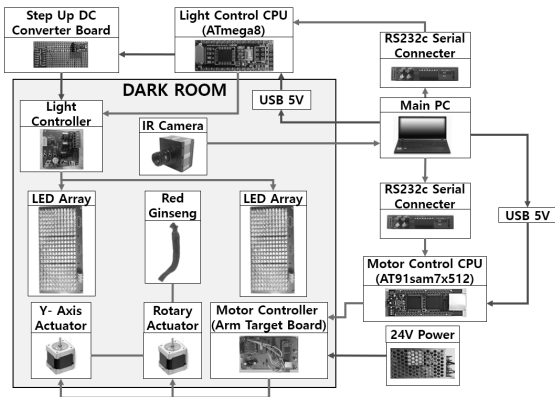 Step Up DC
Converter Board
Light Control CPU
(ATmega8)
RS232c Serial
Connecter
DARK ROOM
USB 5V
Main PC
Light
Controller
IR Camera
RS232c Serial
Connecter
LED Array
Red
Ginseng
LED Array
USB 5V
Motor Control CPU
(AT91sam7x512)
Y- Axis
Actuator
Rotary
Actuator
Motor Controller
(Arm Target Board)
24V Power